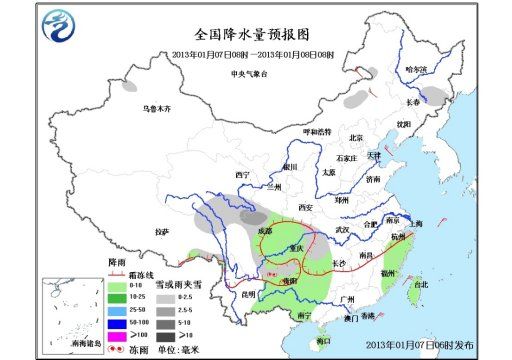 全国降水量预报图
2013年01月07日08时 —2013年01月08日08时
中央气象台
哈尔滨
长春
沈阳
乌鲁木齐
呼和浩特
北京
天津
石家庄
银川
太原
济南
西宁
兰州
郑州
西安
拉萨
成都
重庆
武汉
合肥
南京
上海
杭州
长沙
南昌
贵阳
福州
昆明
台北
广州
南宁
澳门
香港
海口
南海诸岛
降雨
霜冻线
雪或雨夹雪
0-10
0-2.5
10-25
2.5-5
25-50
5-10
50-100
≥10
≥100
冻雨
单位:毫米
2013年01月07日06时发布